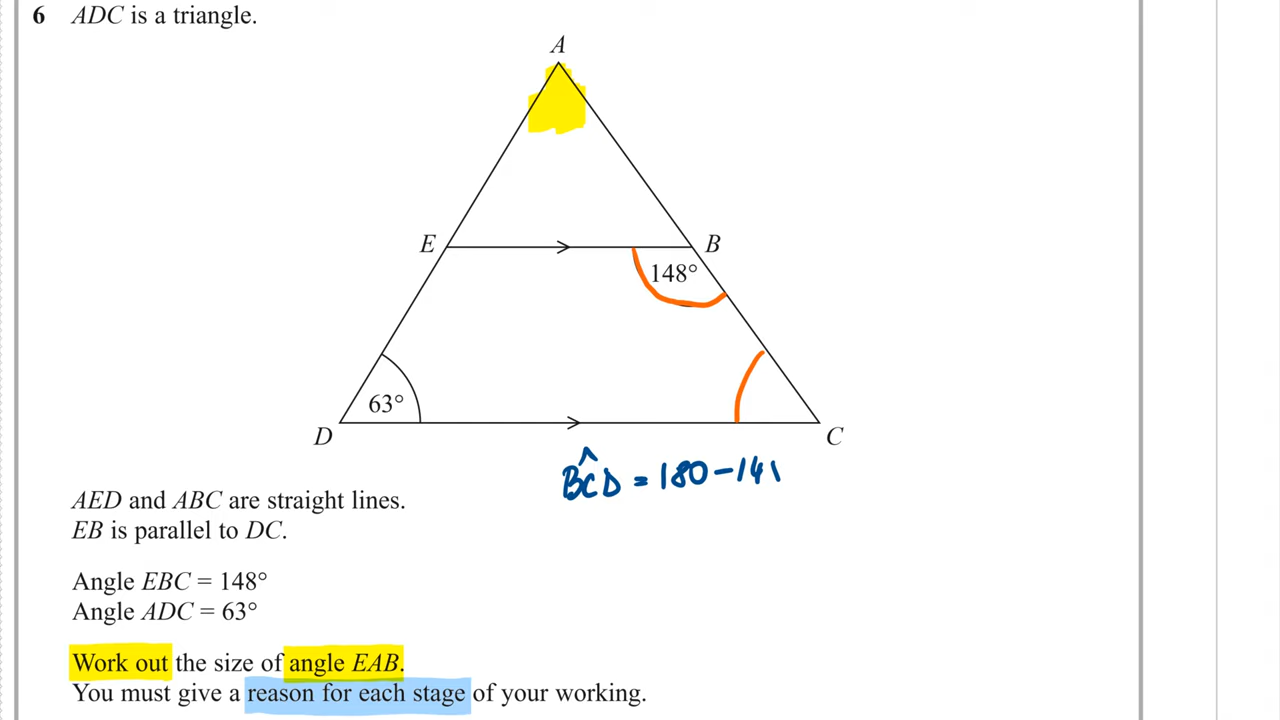 6 ADC is a triangle.
A
E
B
148°
63°
D
C
BĈD = 180 – 14
AED and ABC are straight lines.
EB is parallel to DC.
Angle EBC = 148°
Angle ADC = 63°
Work out the size of angle EAB.
You must give a reason for each stage of your working.